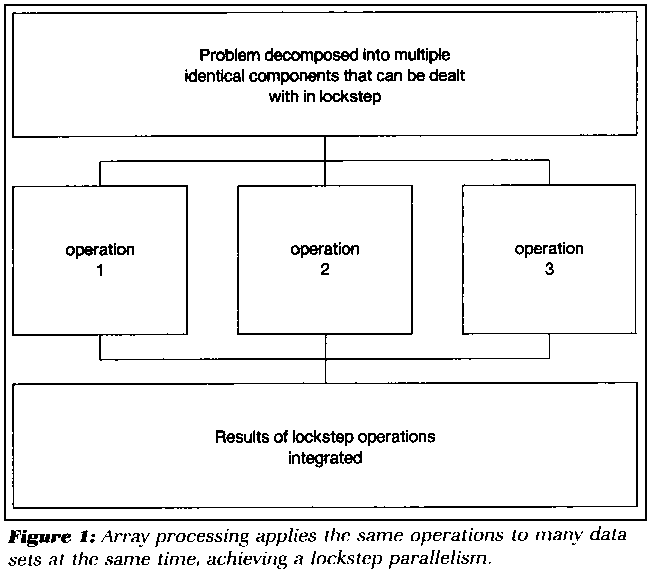 Problem decomposed into multiple
identical components that can be dealt
with in lockstep
operation
1
operation
2
operation
3
Results of lockstep operations
integrated
Figure 1: Array processing applies the same operations to many data
sets at the same time, achieving a lockstep parallelism.